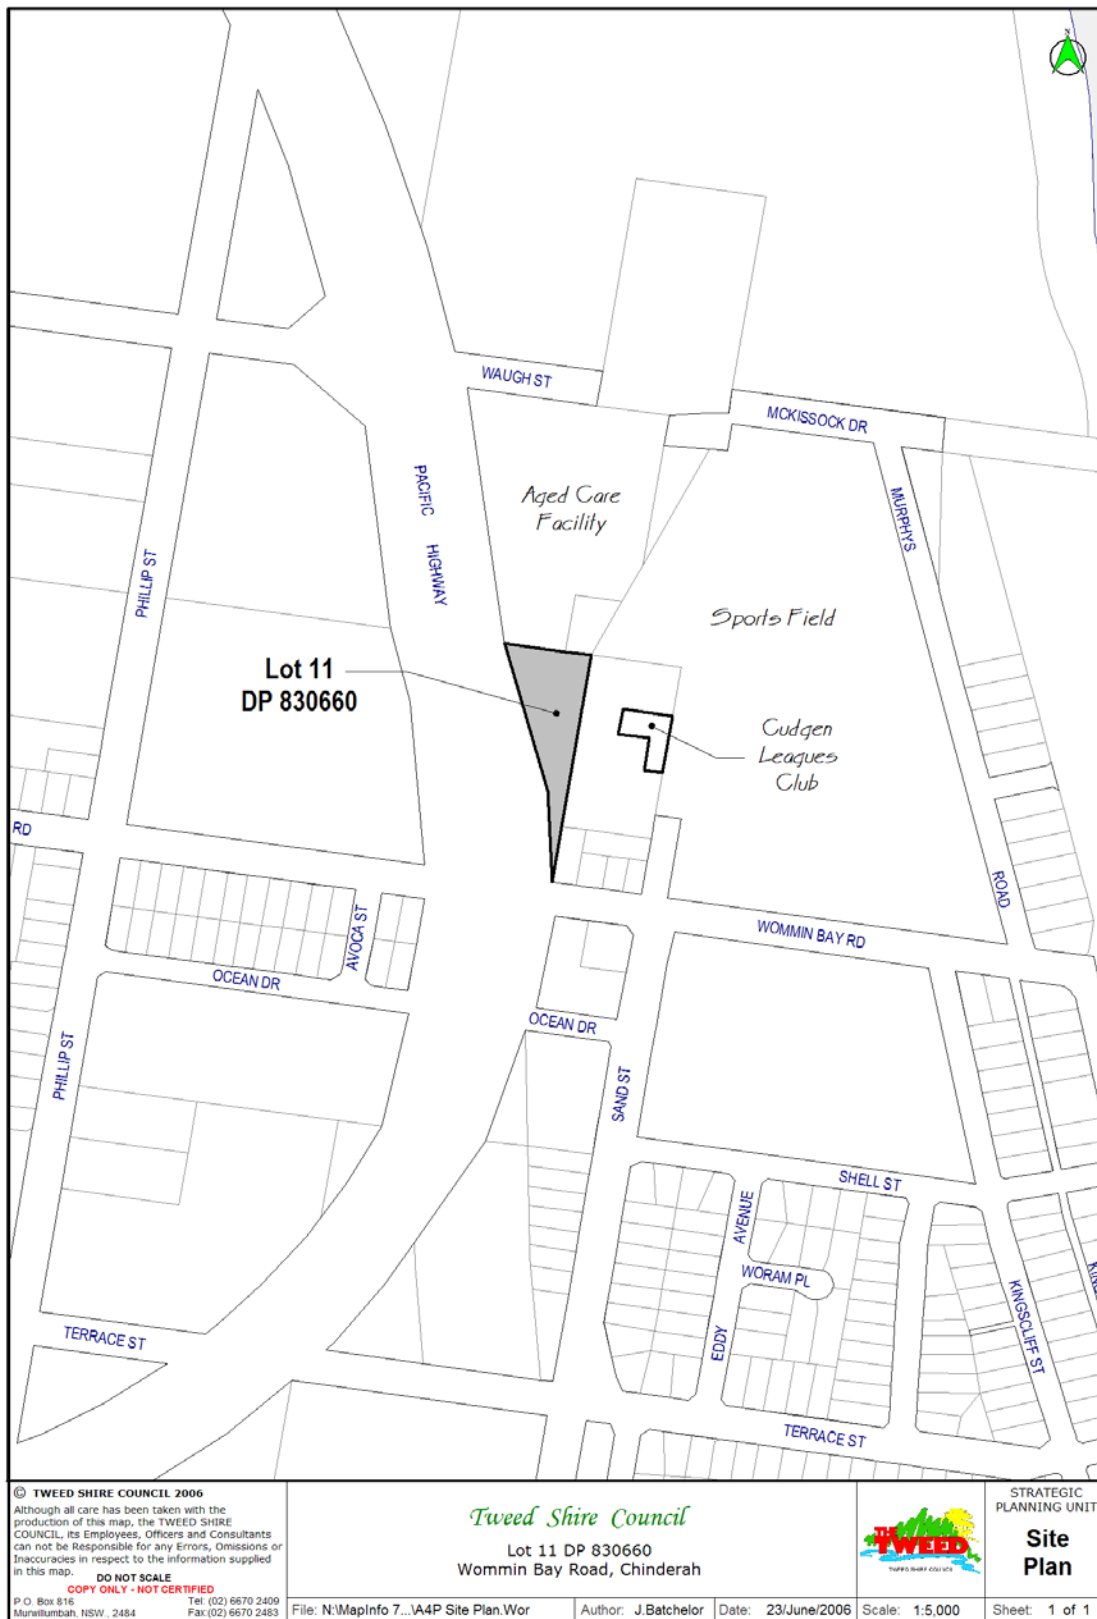 N
WAUGH ST
MCKISSOCK DR
PACIFIC HIGHWAY
Aged Care
Facility
MURPHYS
PHILLIP ST
Sports Field
Lot 11
DP 830660
Cudgen
Leagues
Club
RD
ROAD
AVOCA ST
WOMMIN BAY RD
OCEAN DR
OCEAN DR
PHILLIP ST
SAND ST
SHELL ST
AVENUE
WORAM PL
KINGSCLIFF ST
EDDY
TERRACE ST
TERRACE ST
© TWEED SHIRE COUNCIL 2006
Although all care has been taken with the
production of this map, the TWEED SHIRE
COUNCIL, its Employees, Officers and Consultants
can not be Responsible for any Errors, Omissions or
Inaccuracies in respect to the information supplied
in this map.
DO NOT SCALE
COPY ONLY - NOT CERTIFIED
P.O. Box 816
Murwillumbah, NSW., 2484
Tel: (02) 6670 2409
Fax:(02) 6670 2483
Tweed Shire Council
Lot 11 DP 830660
Wommin Bay Road, Chinderah
THE TWEED
TWEED SHIRE COUNCIL
STRATEGIC
PLANNING UNIT
Site
Plan
File: N:\MapInfo 7...\A4P Site Plan.Wor
Author: J.Batchelor
Date: 23/June/2006
Scale: 1:5,000
Sheet: 1 of 1